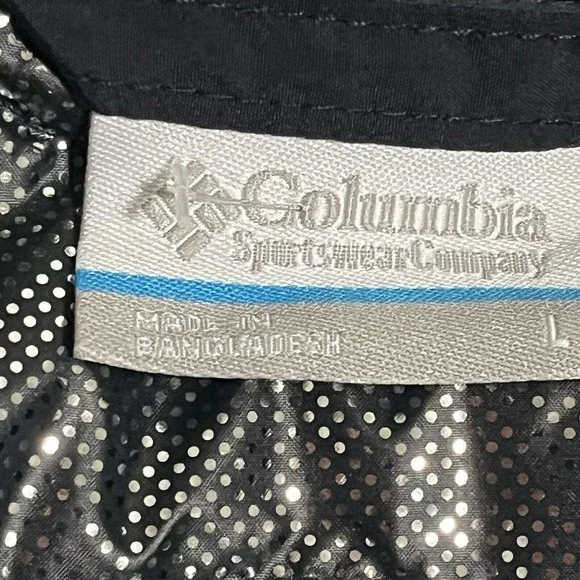 Columbia
Sportswear Company
MADE IN
BANGLADESH
L